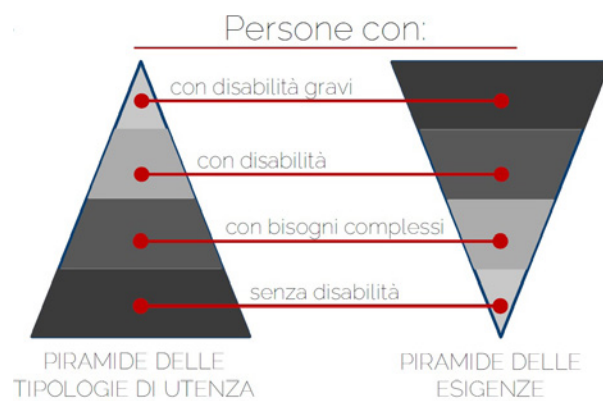 Persone con:
con disabilità gravi
con disabilità
con bisogni complessi
senza disabilità
PIRAMIDE DELLE
TIPOLOGIE DI UTENZA
PIRAMIDE DELLE
ESIGENZE